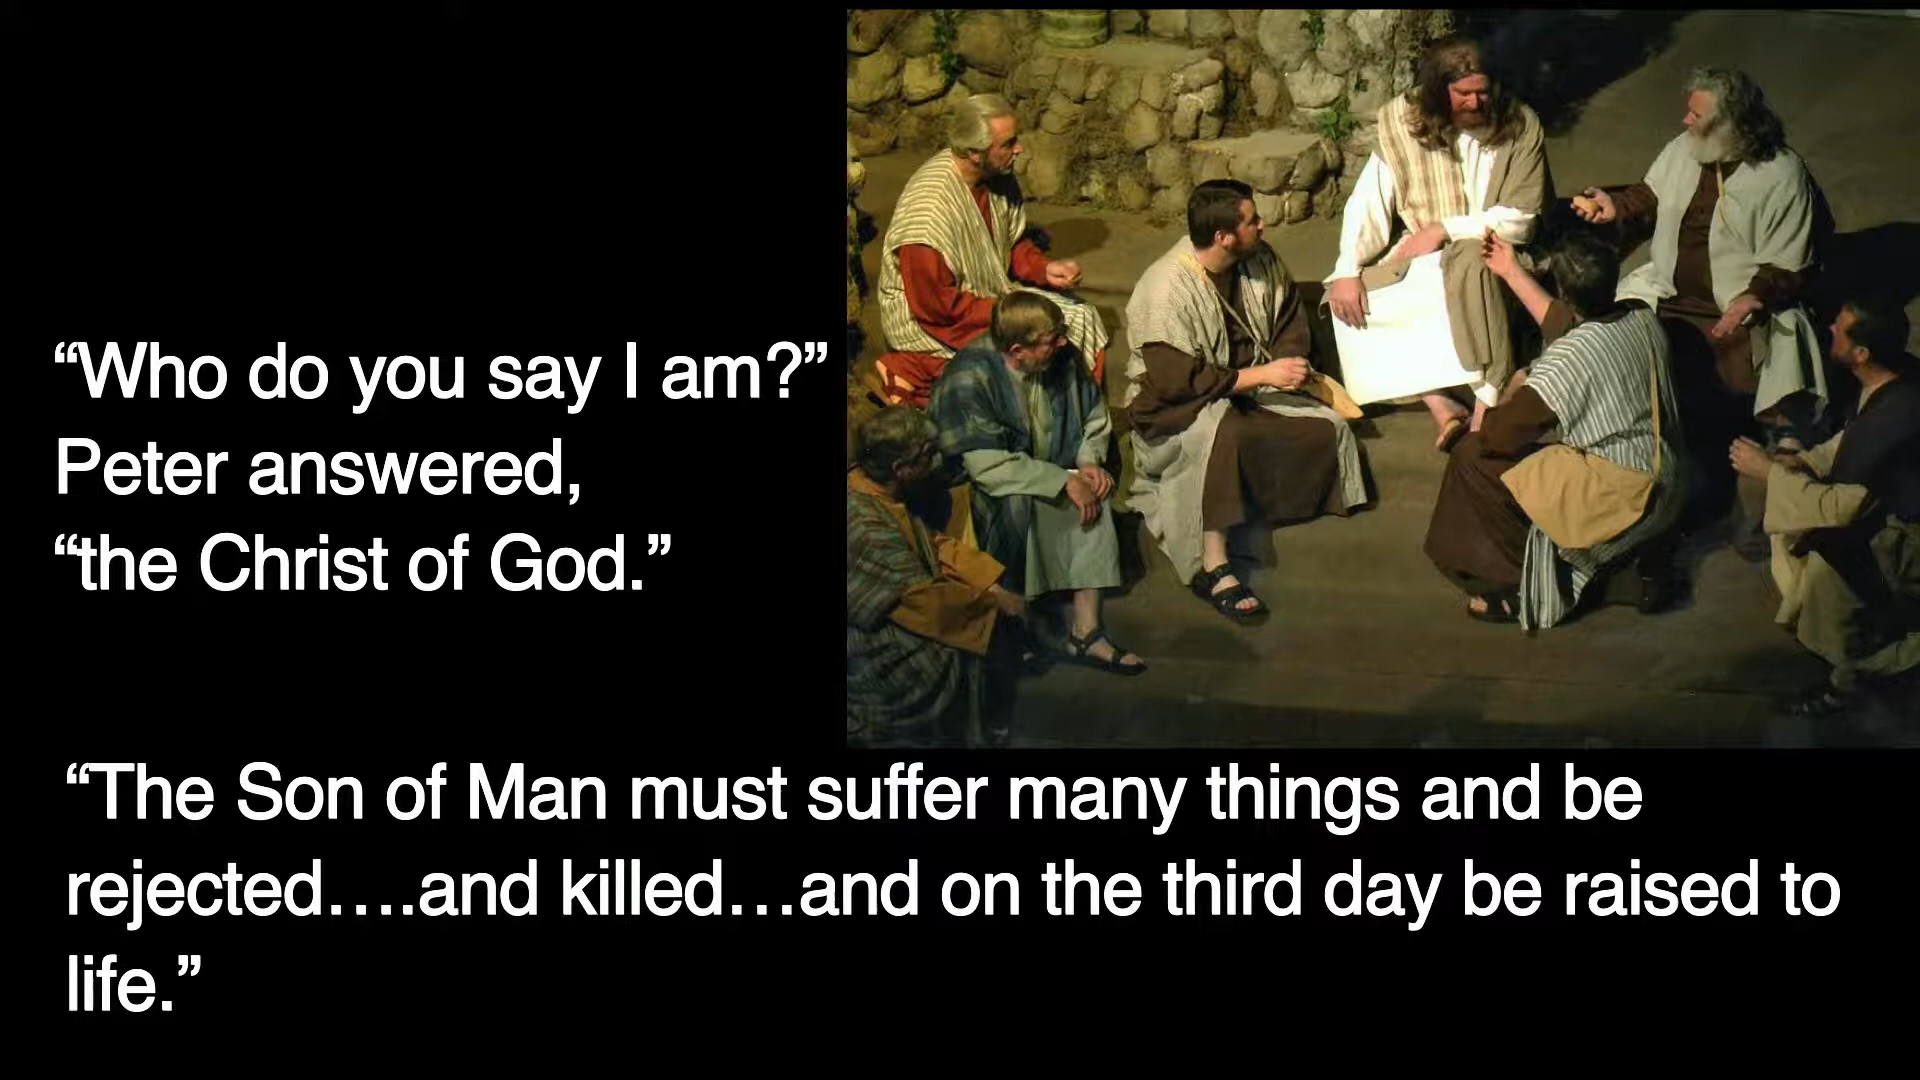 “Who do you say I am?”
Peter answered,
“the Christ of God.”
“The Son of Man must suffer many things and be
rejected….and killed…and on the third day be raised to
life.”